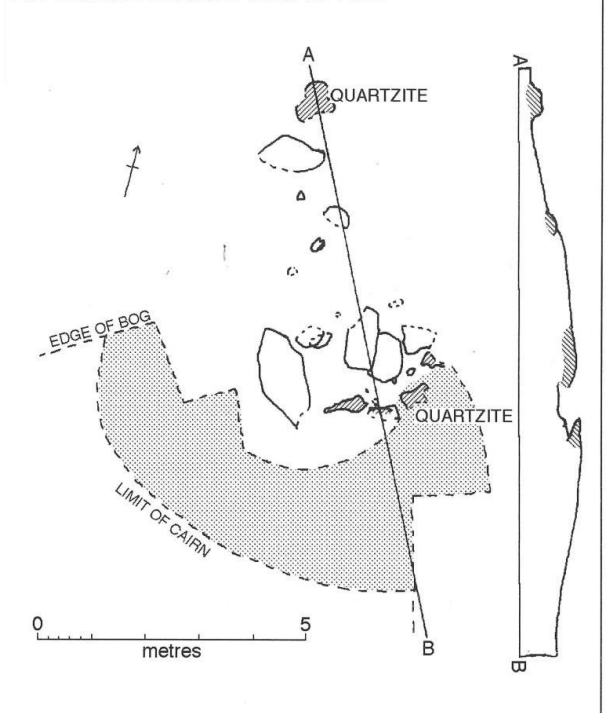 A
QUARTZITE
A
EDGE OF BOG
QUARTZITE
LIMIT OF CAIRN
0
5
metres
B
B